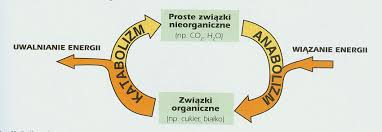 Proste związki
nieorganiczne
(np. CO₂, H₂O)
UWALNIANIE ENERGII
KATABOLIZM
ANABOLIZM
WIĄZANIE ENERGII
Związki
organiczne
(np. cukier, białko)